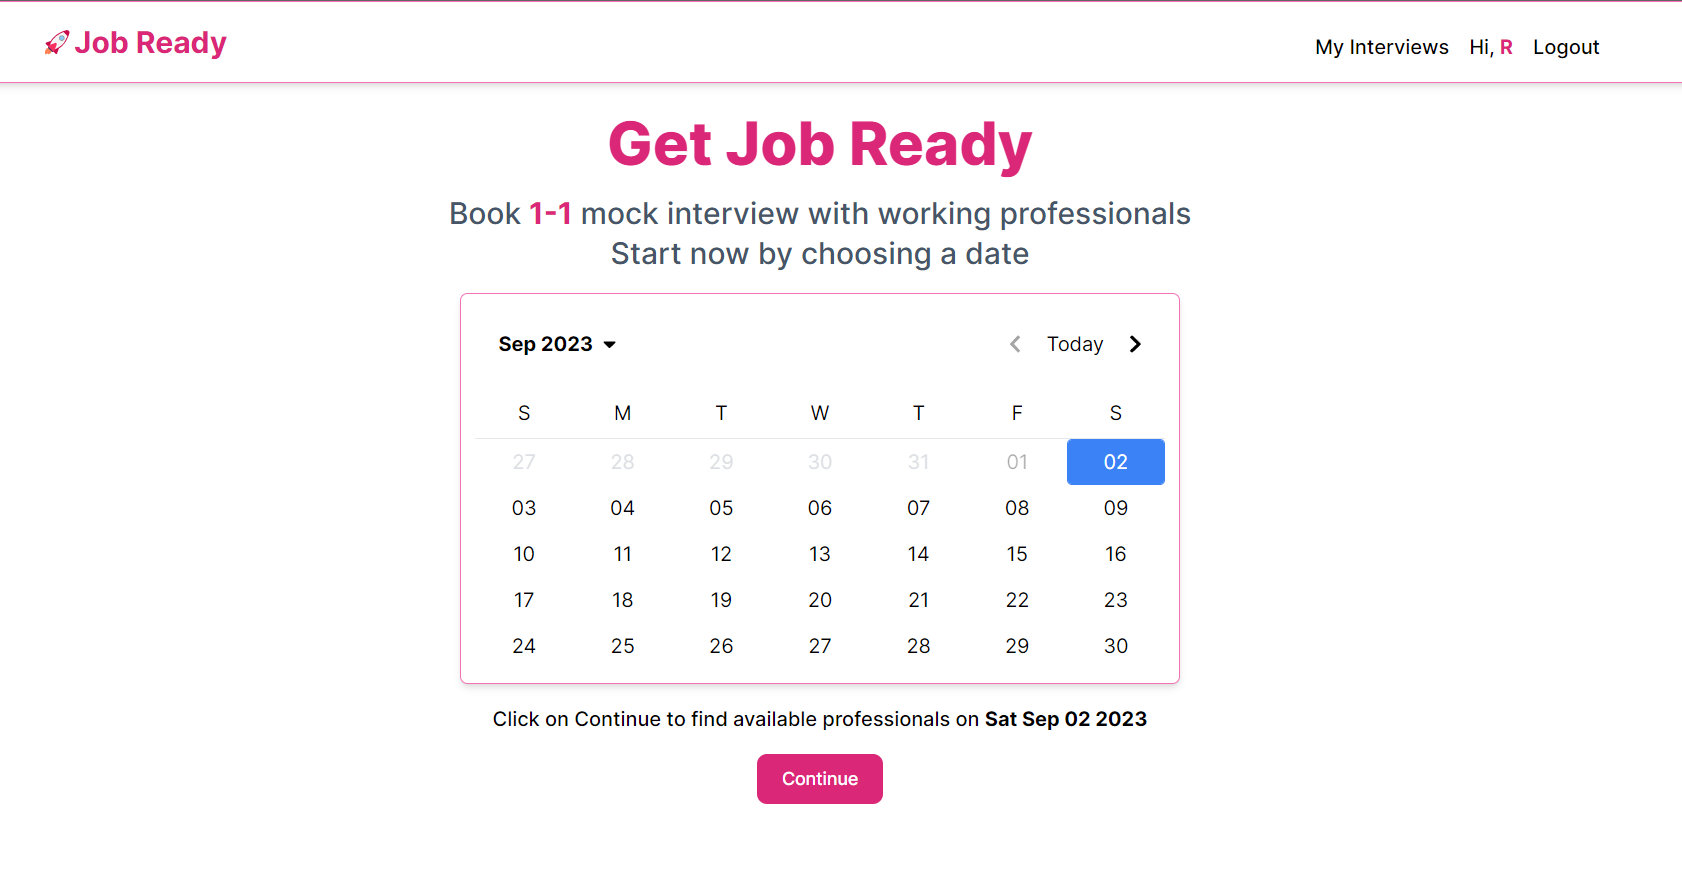 🚀Job Ready
My Interviews Hi, R Logout
Get Job Ready
Book 1-1 mock interview with working professionals
Start now by choosing a date
Sep 2023 Today
S M T W T F S
27 28 29 30 31 01 02
03 04 05 06 07 08 09
10 11 12 13 14 15 16
17 18 19 20 21 22 23
24 25 26 27 28 29 30
Click on Continue to find available professionals on Sat Sep 02 2023
Continue